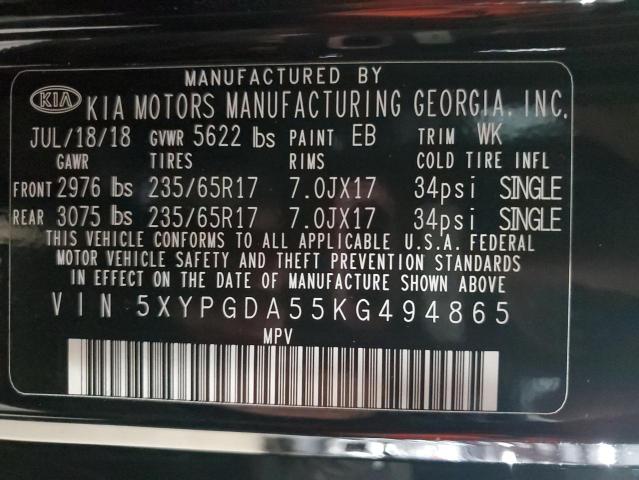 MANUFACTURED BY
KIA KIA MOTORS MANUFACTURING GEORGIA, INC.
JUL/18/18 GVWR 5622 lbs PAINT EB TRIM WK
GAWR TIRES RIMS COLD TIRE INFL
FRONT 2976 lbs 235/65R17 7.0JX17 34psi SINGLE
REAR 3075 lbs 235/65R17 7.0JX17 34psi SINGLE
THIS VEHICLE CONFORMS TO ALL APPLICABLE U.S.A. FEDERAL
MOTOR VEHICLE SAFETY AND THEFT PREVENTION STANDARDS
IN EFFECT ON THE DATE OF MANUFACTURE SHOWN ABOVE
VIN 5XYPGDA55KG494865
MPV